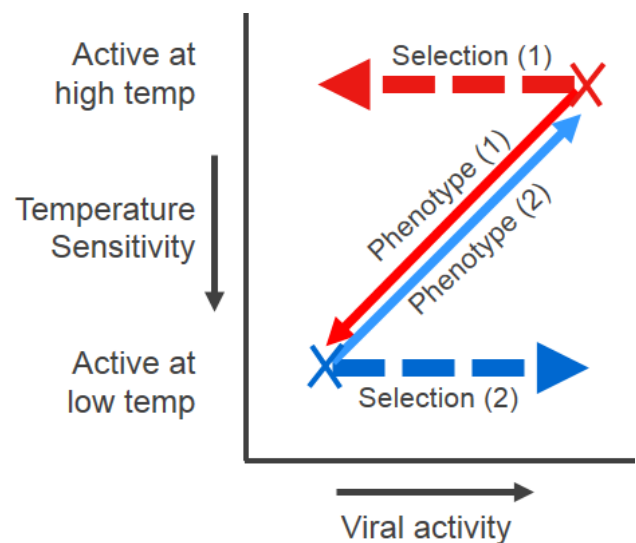 Active at
high temp
Selection (1)
Phenotype (1)
Phenotype (2)
Temperature
Sensitivity
Active at
low temp
Selection (2)
Viral activity